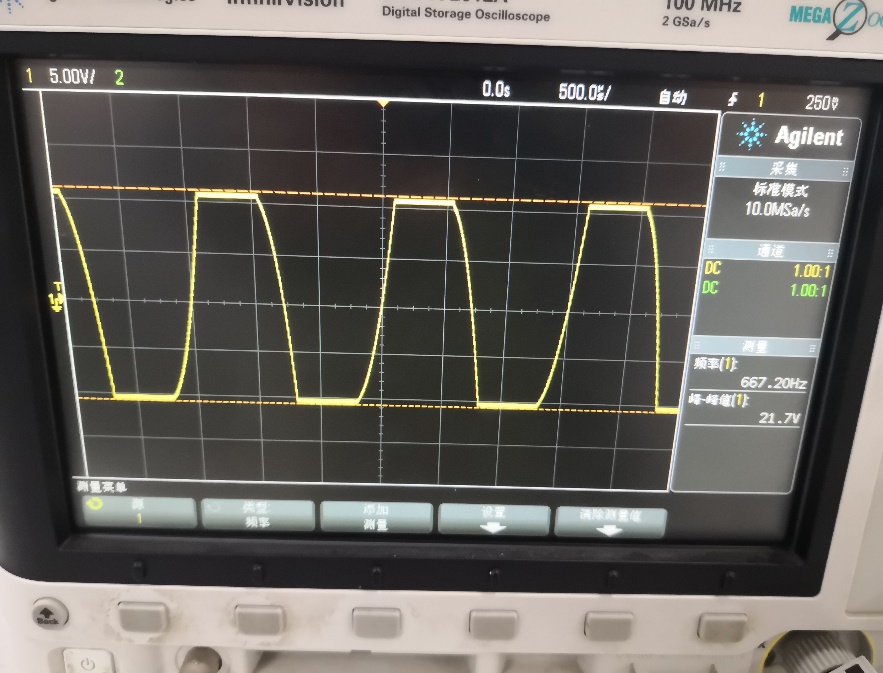 Digital Storage Oscilloscope
100 MHz
2 GSa/s
MEGA Zoo
1 5.00V/ 2 0.0s 500.0㎲/ 自动 1 250
Agilent
采集
标准模式
10.0MSa/s
通道
DC 1.00:1
DC 1.00:1
测量
频率(1):
667.20Hz
峰-峰值(1):
21.7V
测量菜单
源
1
类型:
频率
添加
测量
设置
清除测量值
Back